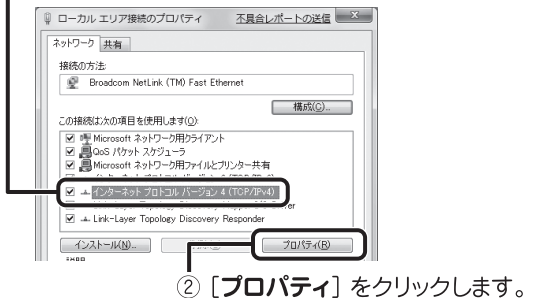 ローカル エリア接続のプロパティ 不具合レポートの送信
ネットワーク 共有
接続の方法:
Broadcom NetLink (TM) Fast Ethernet
構成(C)...
この接続は次の項目を使用します(O):
Microsoft ネットワーク用クライアント
QoS パケット スケジューラ
Microsoft ネットワーク用ファイルとプリンター共有
インターネット プロトコル バージョン 4 (TCP/IPv4)
Link-Layer Topology Discovery Responder
インストール(N)... プロパティ(R)
② [プロパティ] をクリックします。